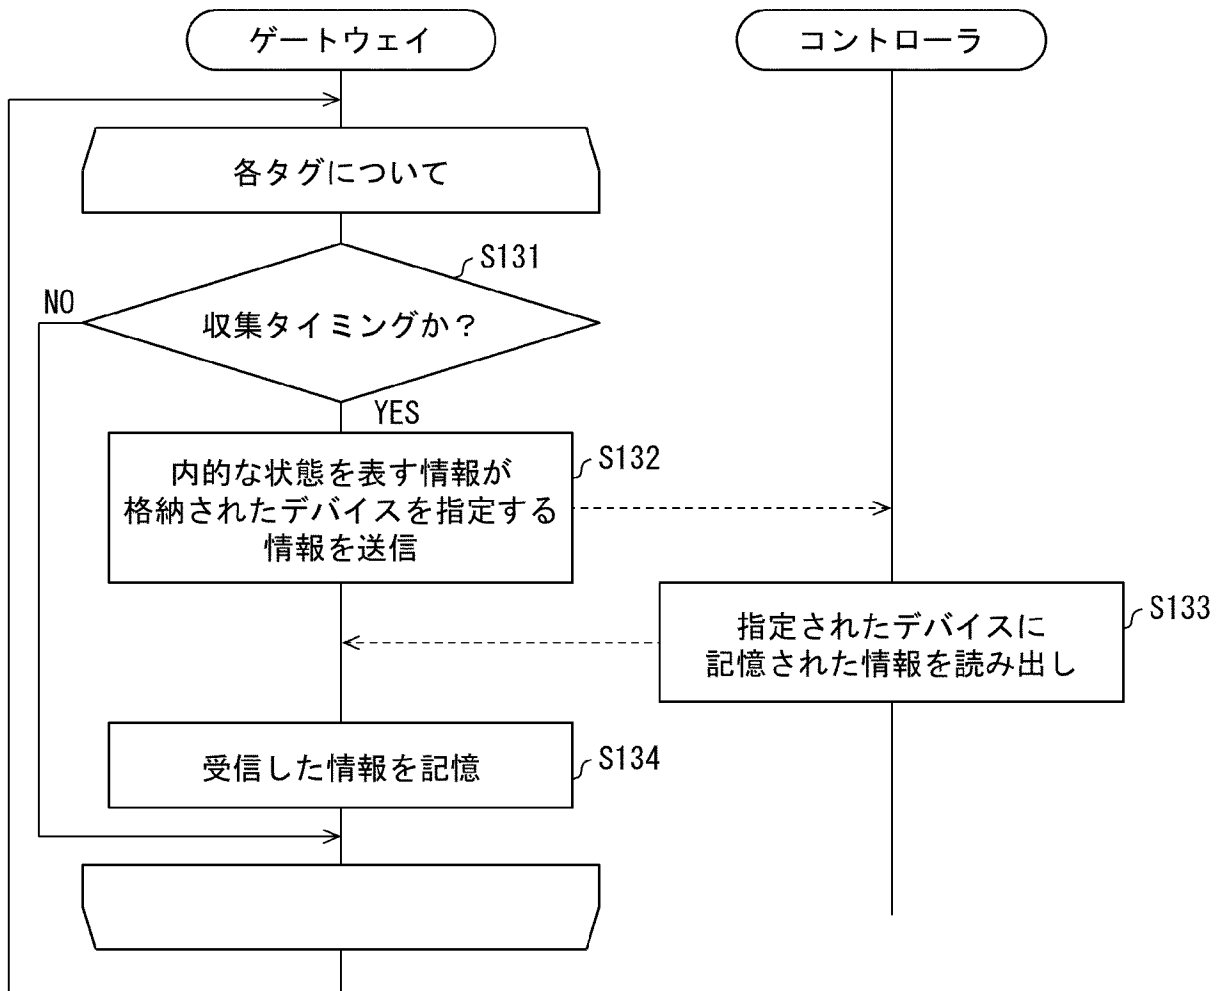 ゲートウェイ
コントローラ
各タグについて
S131
NO
収集タイミングか？
YES
内的な状態を表す情報が
格納されたデバイスを指定する
情報を送信
S132
指定されたデバイスに
記憶された情報を読み出し
S133
受信した情報を記憶
S134